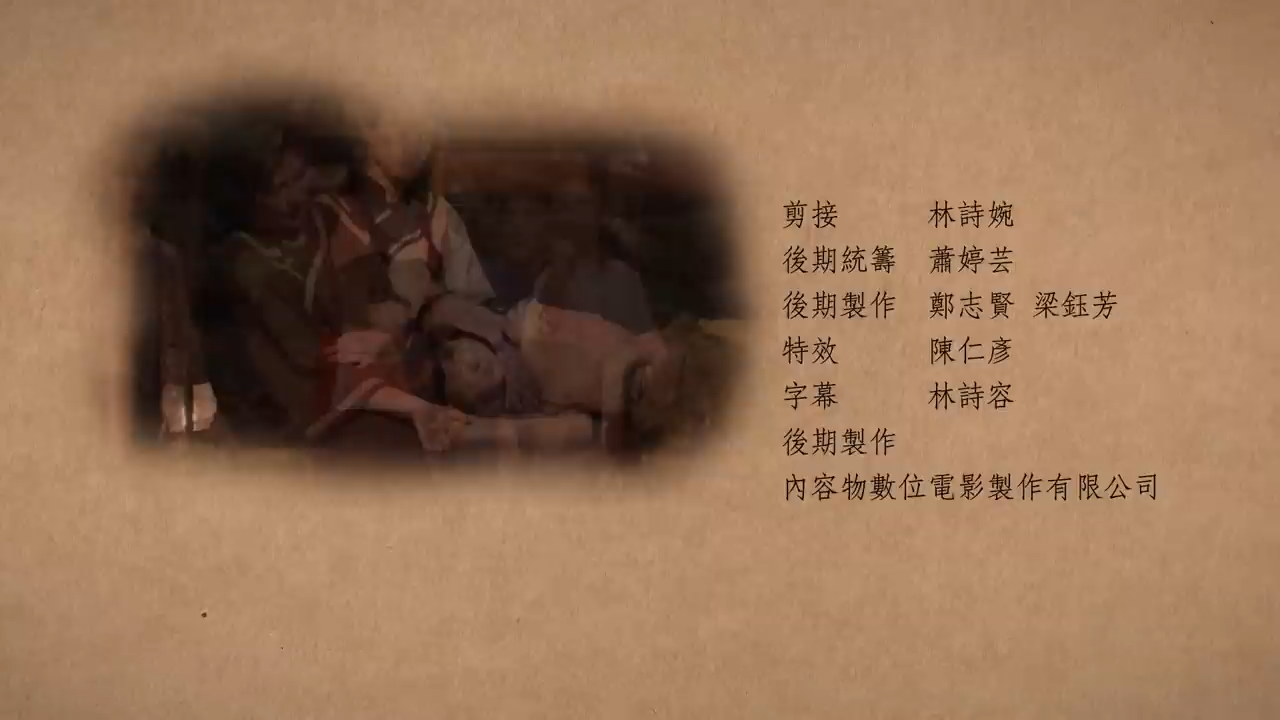 剪接 林詩婉
後期統籌 蕭婷芸
後期製作 鄭志賢 梁鈺芳
特效 陳仁彥
字幕 林詩容
後期製作
內容物數位電影製作有限公司